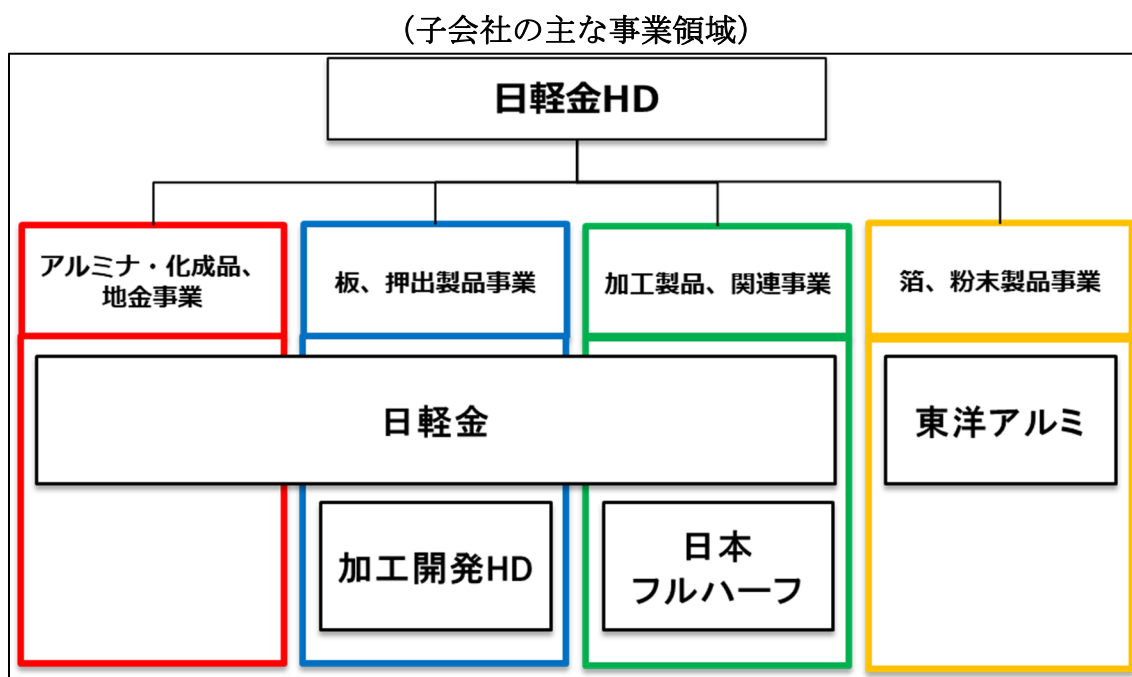 (子会社の主な事業領域)
日軽金HD
アルミナ・化成品、
地金事業
板、押出製品事業
加工製品、関連事業
箔、粉末製品事業
日軽金
東洋アルミ
加工開発HD
日本
フルハーフ